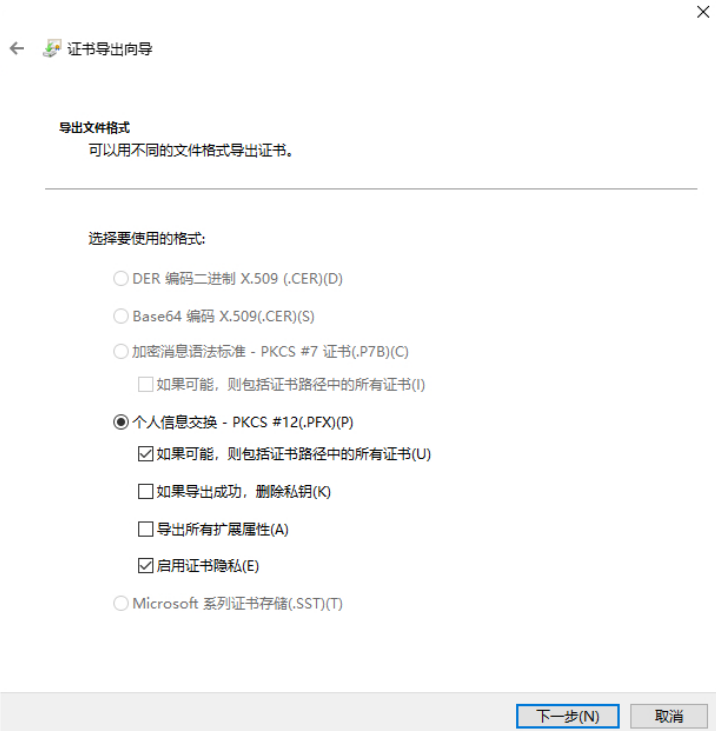 证书导出向导
导出文件格式
可以用不同的文件格式导出证书。
选择要使用的格式:
DER 编码二进制 X.509 (.CER)(D)
Base64 编码 X.509(.CER)(S)
加密消息语法标准 - PKCS #7 证书(.P7B)(C)
如果可能，则包括证书路径中的所有证书(I)
个人信息交换 - PKCS #12(.PFX)(P)
如果可能，则包括证书路径中的所有证书(U)
如果导出成功，删除私钥(K)
导出所有扩展属性(A)
启用证书隐私(E)
Microsoft 系列证书存储(.SST)(T)
下一步(N)
取消